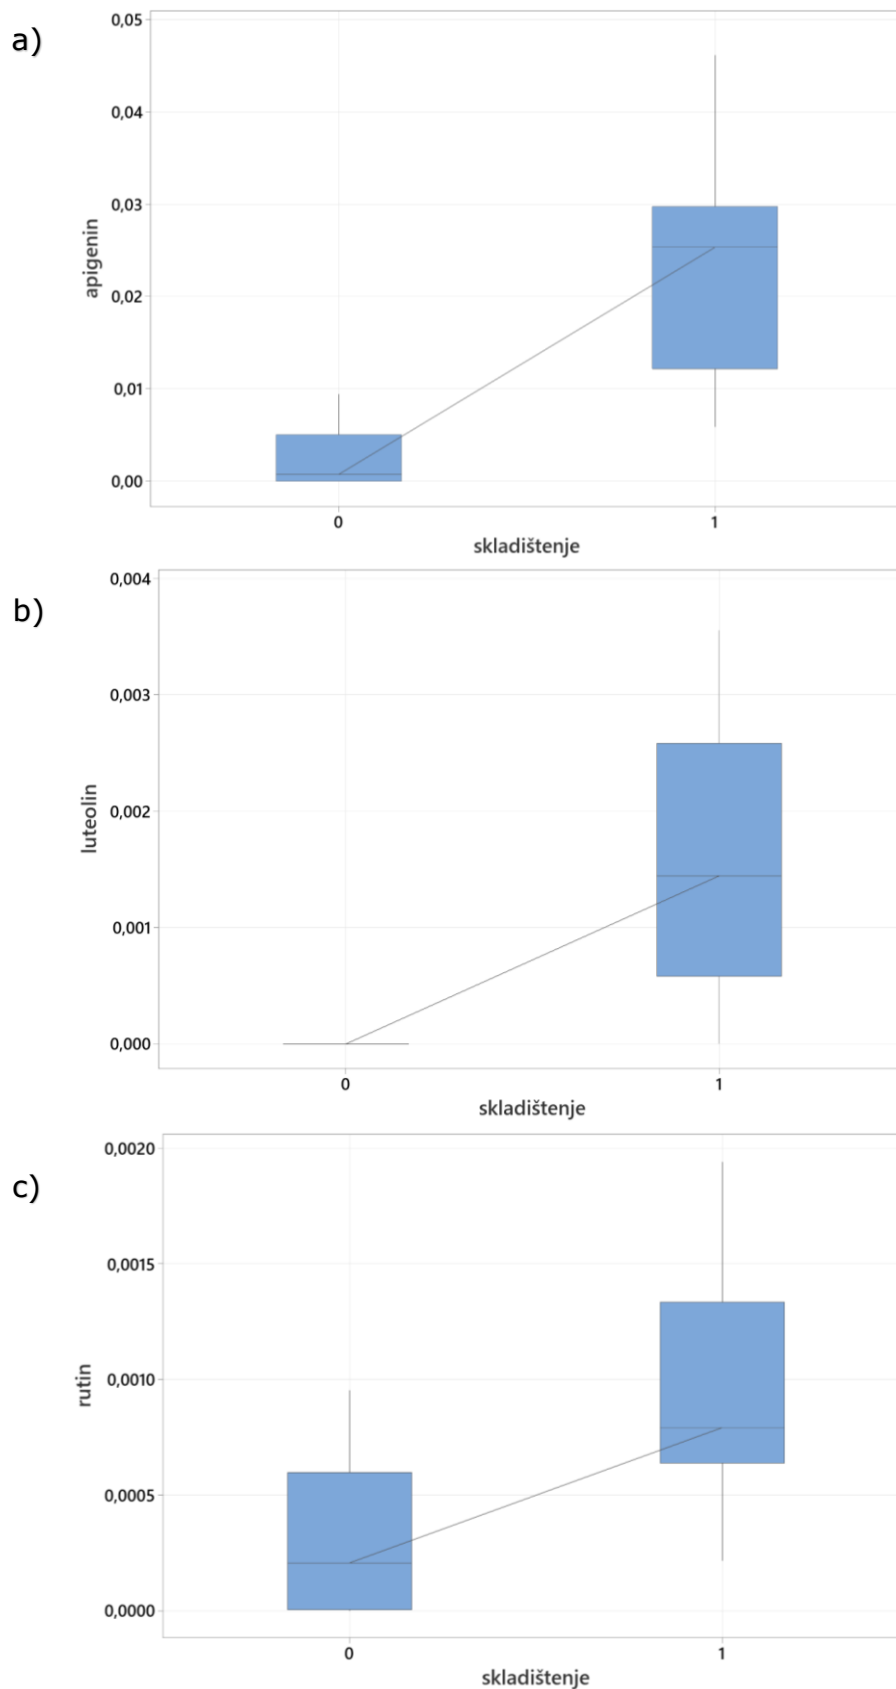 a)
0,05
0,04
0,03
0,02
0,01
0,00
apigenin
0 1
skladištenje
b)
0,004
0,003
0,002
0,001
0,000
luteolin
0 1
skladištenje
c)
0,0020
0,0015
0,0010
0,0005
0,0000
rutin
0 1
skladištenje